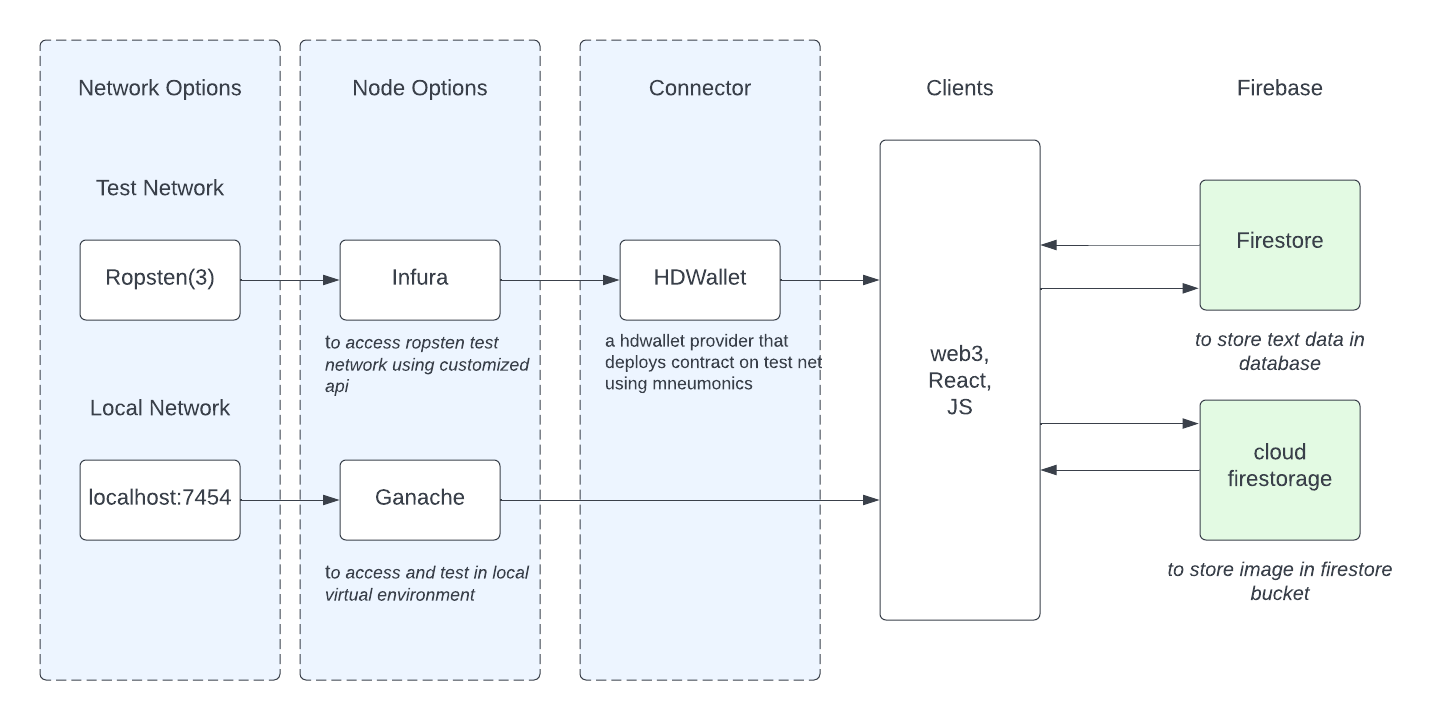 Network Options
Node Options
Connector
Clients
Firebase
Test Network
Ropsten(3)
Infura
to access ropsten test
network using customized
api
HDWallet
a hdwallet provider that
deploys contract on test net
using mneumonics
Local Network
localhost:7454
Ganache
to access and test in local
virtual environment
web3,
React,
JS
Firestore
to store text data in
database
cloud
firestorage
to store image in firestore
bucket